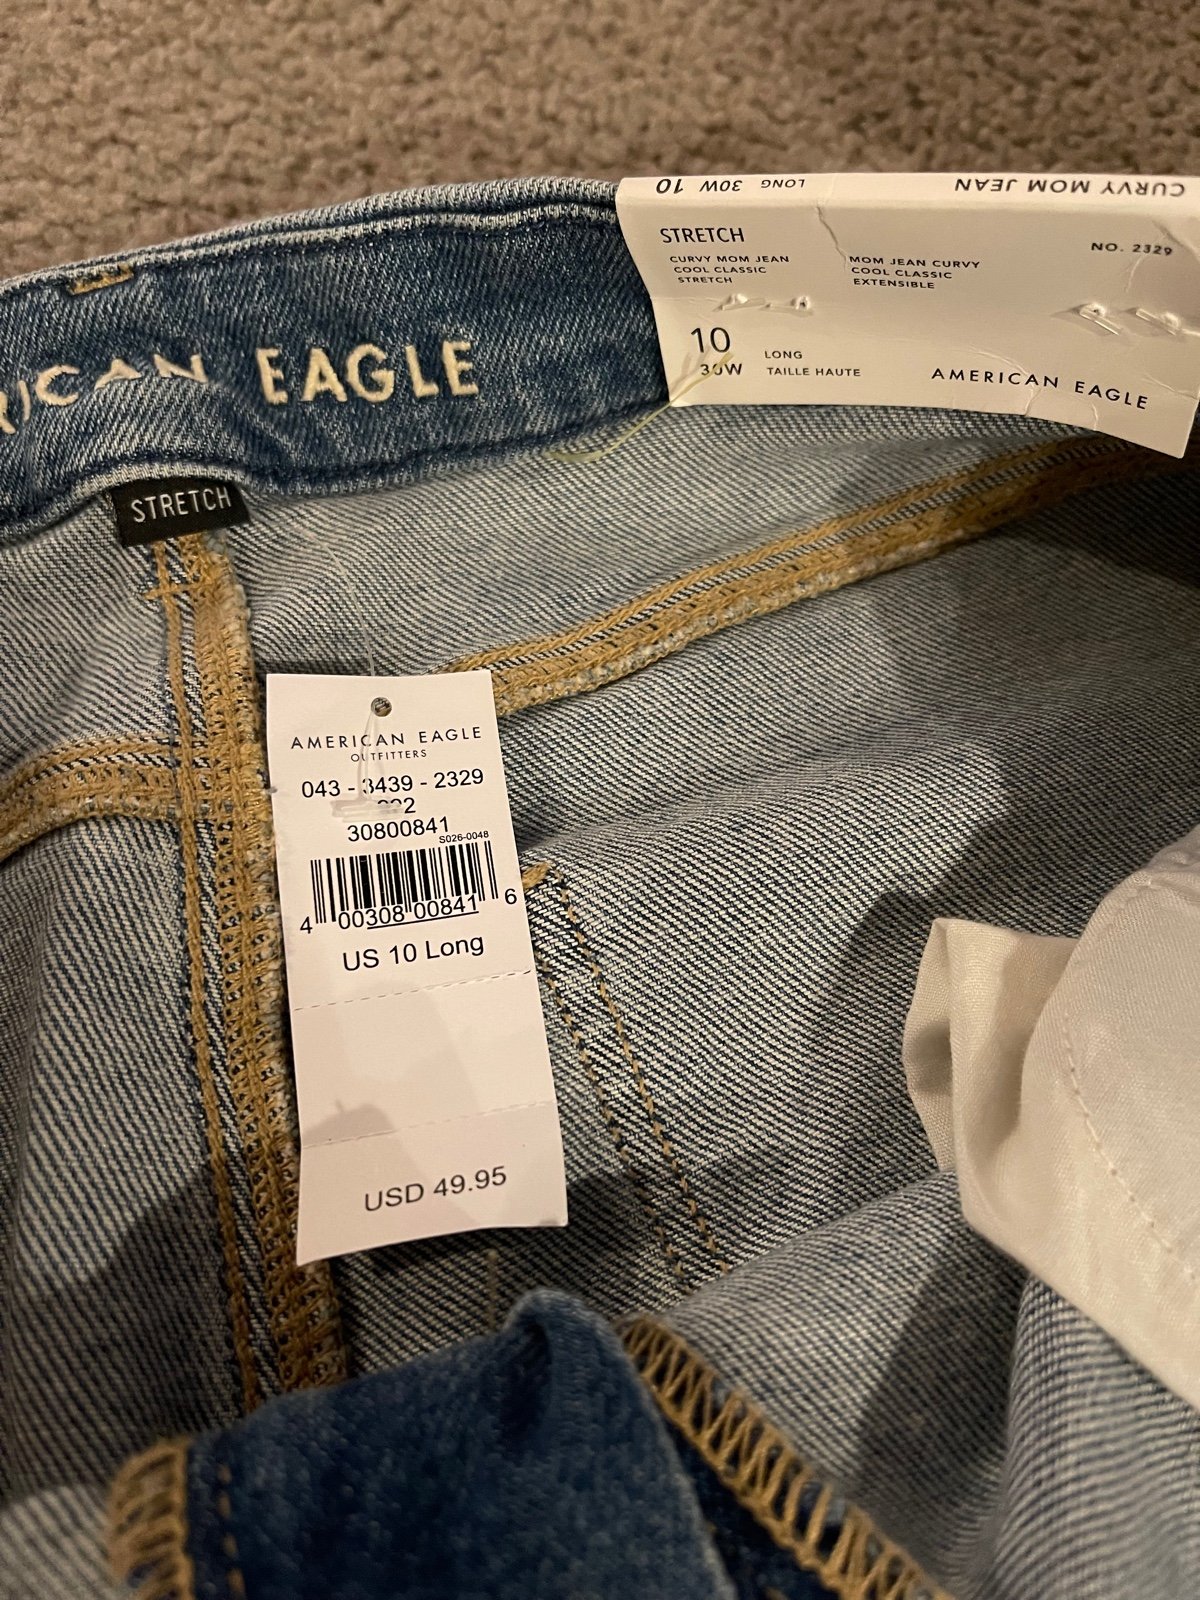 LONG 30W 10
CURVY MOM JEAN
STRETCH
NO. 2329
CURVY MOM JEAN
COOL CLASSIC
STRETCH
MOM JEAN CURVY
COOL CLASSIC
EXTENSIBLE
10
30W
LONG
TAILLE HAUTE
AMERICAN EAGLE
RICAN EAGLE
STRETCH
AMERICAN EAGLE
OUTFITTERS
043 - 3439 - 2329
30800841
S026-0048
4 00308 00841 6
US 10 Long
USD 49.95